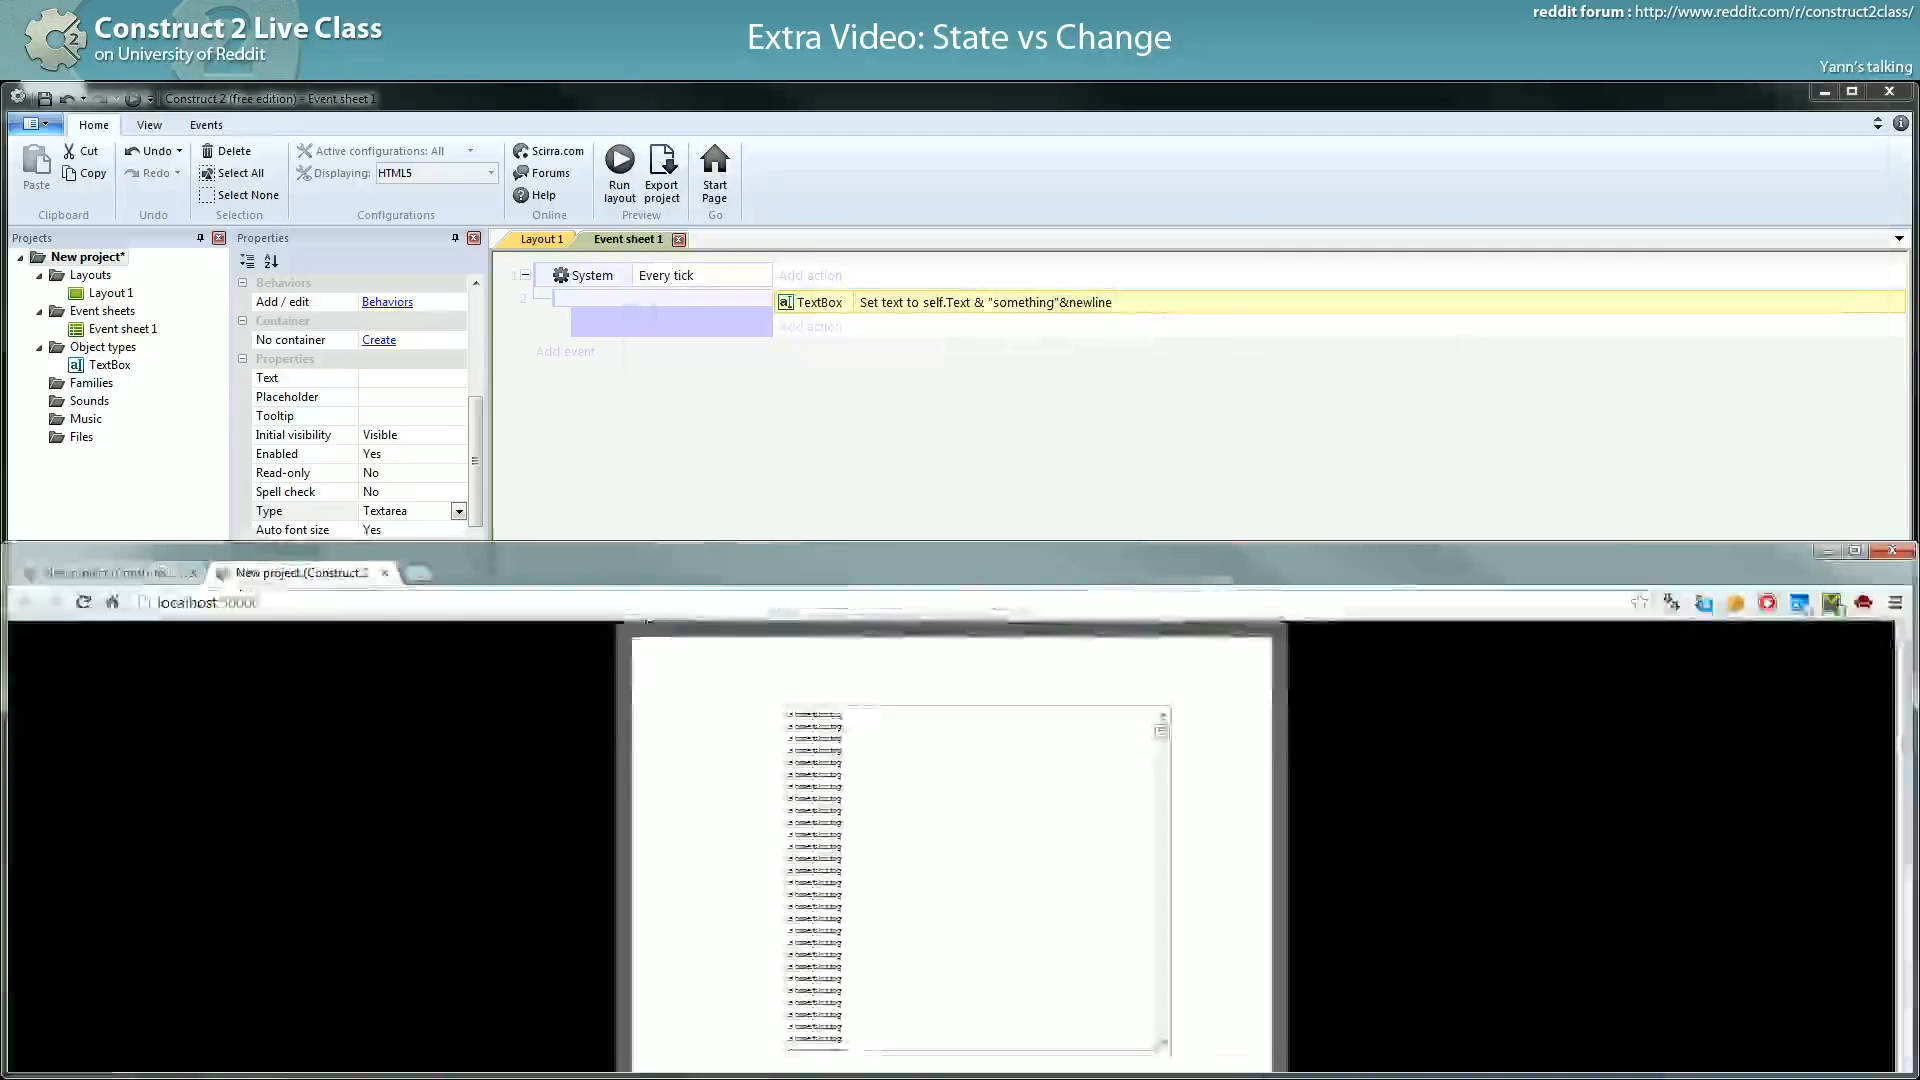 Construct 2 Live Class
on University of Reddit
Extra Video: State vs Change
reddit forum : http://www.reddit.com/r/construct2class/
Yann's talking
Construct 2 (free edition) - Event sheet 1
Home View Events
Paste
Cut
Copy
Clipboard
Undo
Redo
Undo
Delete
Select All
Select None
Selection
Active configurations: All
Displaying: HTML5
Configurations
Scirra.com
Forums
Help
Online
Run layout
Export project
Preview
Start Page
Go
Projects
New project*
Layouts
Layout 1
Event sheets
Event sheet 1
Object types
TextBox
Families
Sounds
Music
Files
Properties
Behaviors
Add / edit Behaviors
Container
No container Create
Properties
Text
Placeholder
Tooltip
Initial visibility Visible
Enabled Yes
Read-only No
Spell check No
Type Textarea
Auto font size Yes
Layout 1 Event sheet 1
1 System Every tick Add action
2 TextBox Set text to self.Text & "something"&newline
Add action
Add event
New project (Construct
localhost:50000